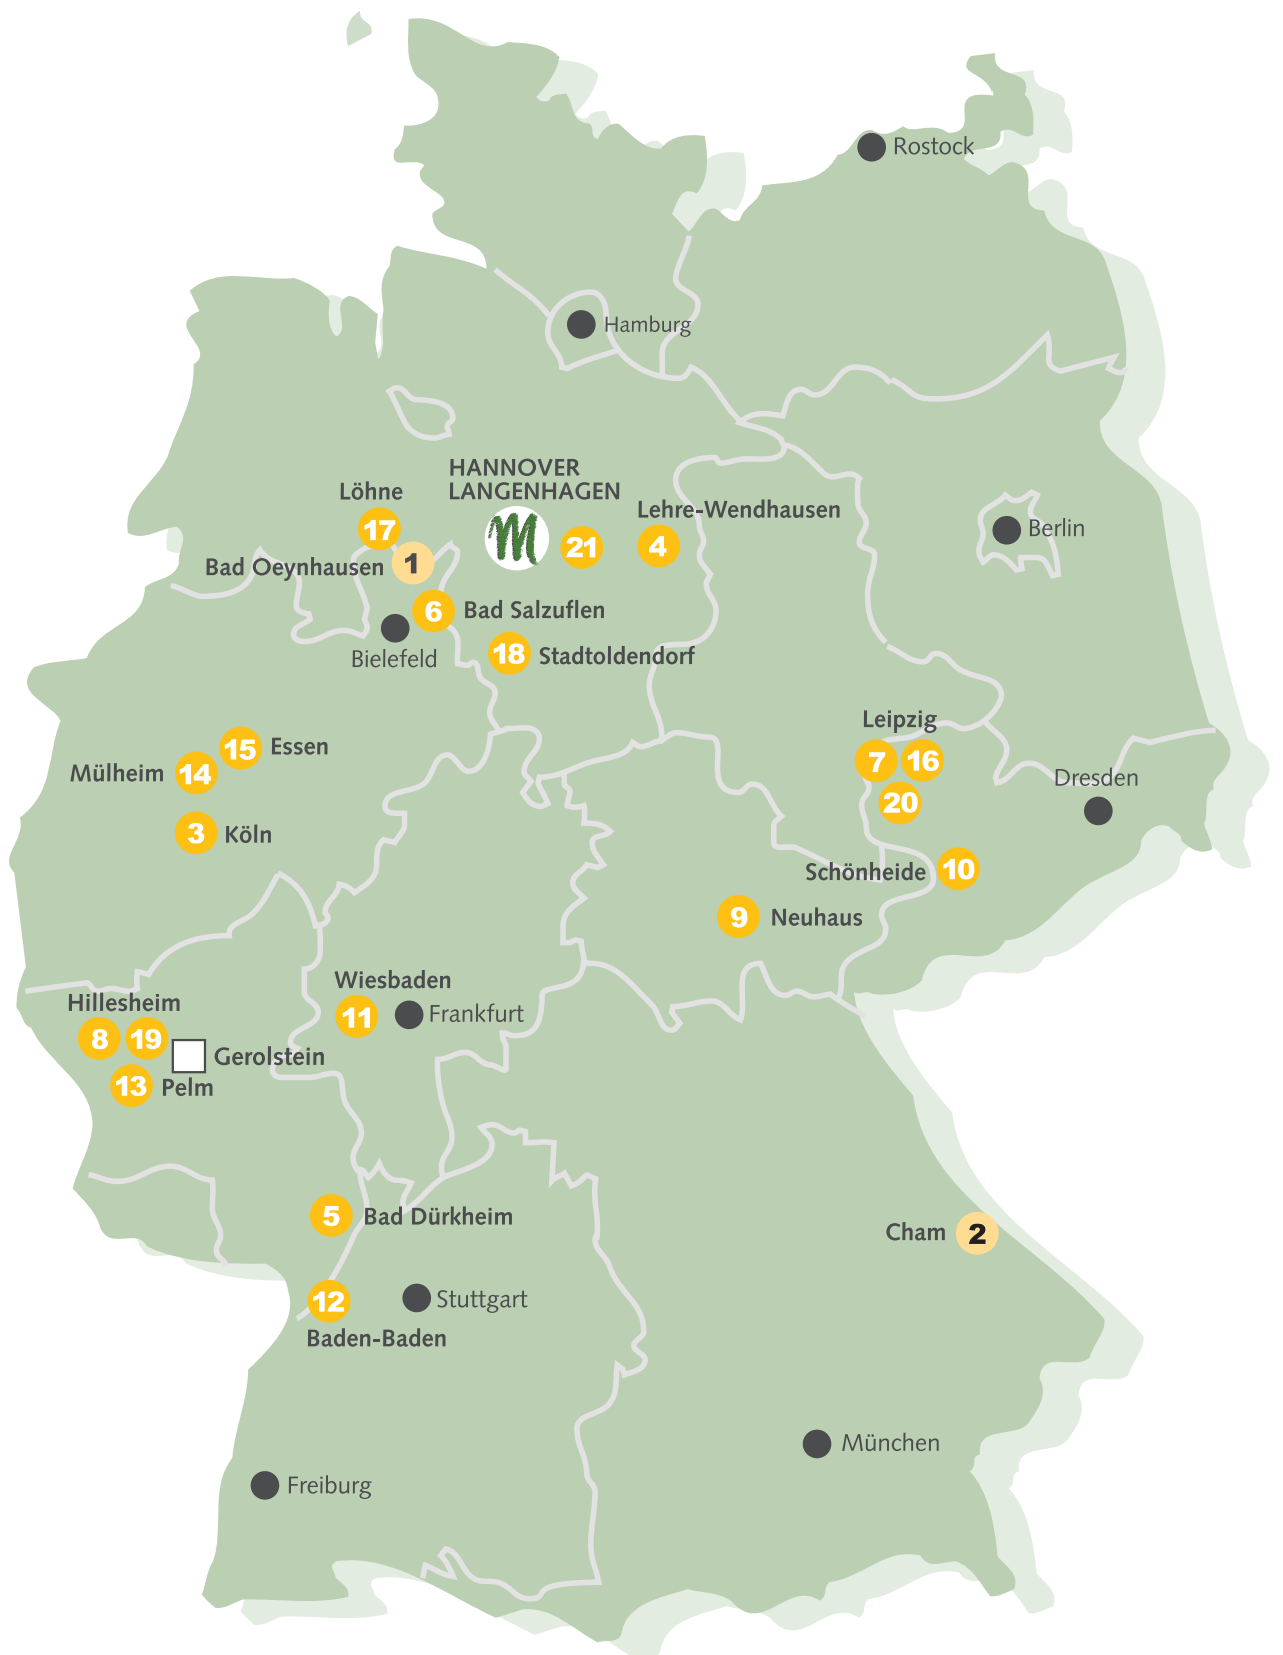 Rostock
Hamburg
HANNOVER
LANGENHAGEN
Löhne
17
Lehre-Wendhausen
21
4
Berlin
Bad Oeynhausen
1
6
Bad Salzuflen
Bielefeld
18
Stadtoldendorf
Leipzig
7
16
20
Essen
15
Mülheim
14
Dresden
3
Köln
Schönheide
10
9
Neuhaus
Wiesbaden
11
Frankfurt
Hillesheim
8
19
Gerolstein
13
Pelm
5
Bad Dürkheim
Cham
2
12
Stuttgart
Baden-Baden
München
Freiburg